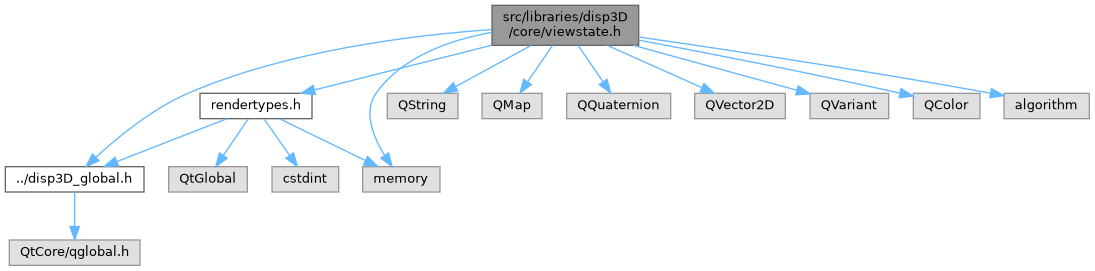 src/libraries/disp3D
/core/viewstate.h
rendertypes.h
QString
QMap
QQuaternion
QVector2D
QVariant
QColor
algorithm
../disp3D_global.h
QtGlobal
cstdint
memory
QtCore/qglobal.h